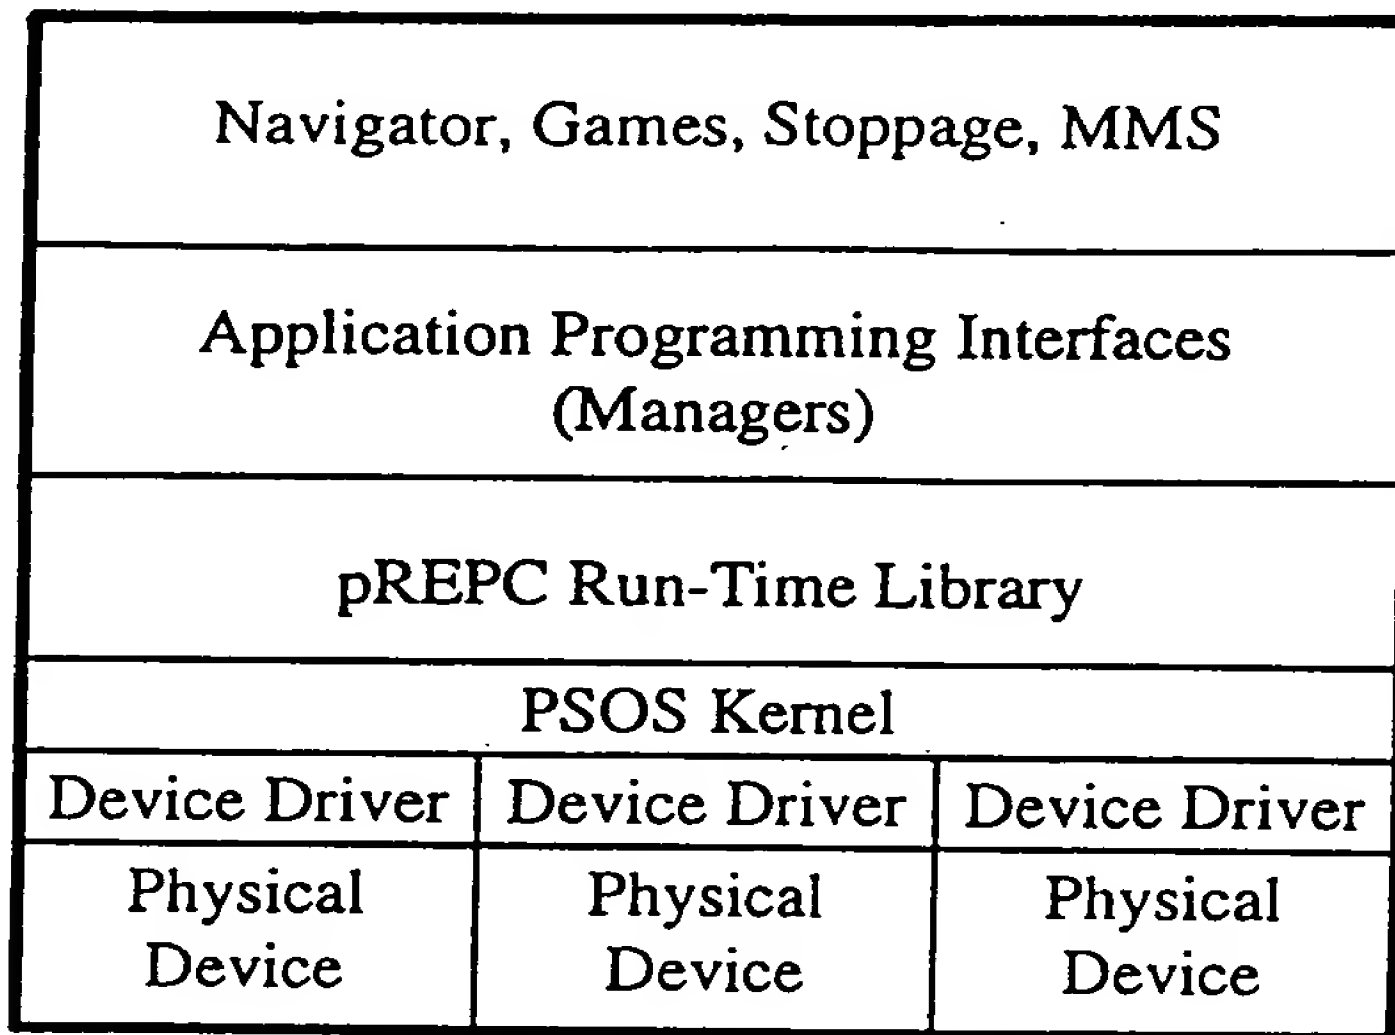 Navigator, Games, Stoppage, MMS
Application Programming Interfaces
(Managers)
pREPC Run-Time Library
PSOS Kernel
Device Driver
Device Driver
Device Driver
Physical
Device
Physical
Device
Physical
Device